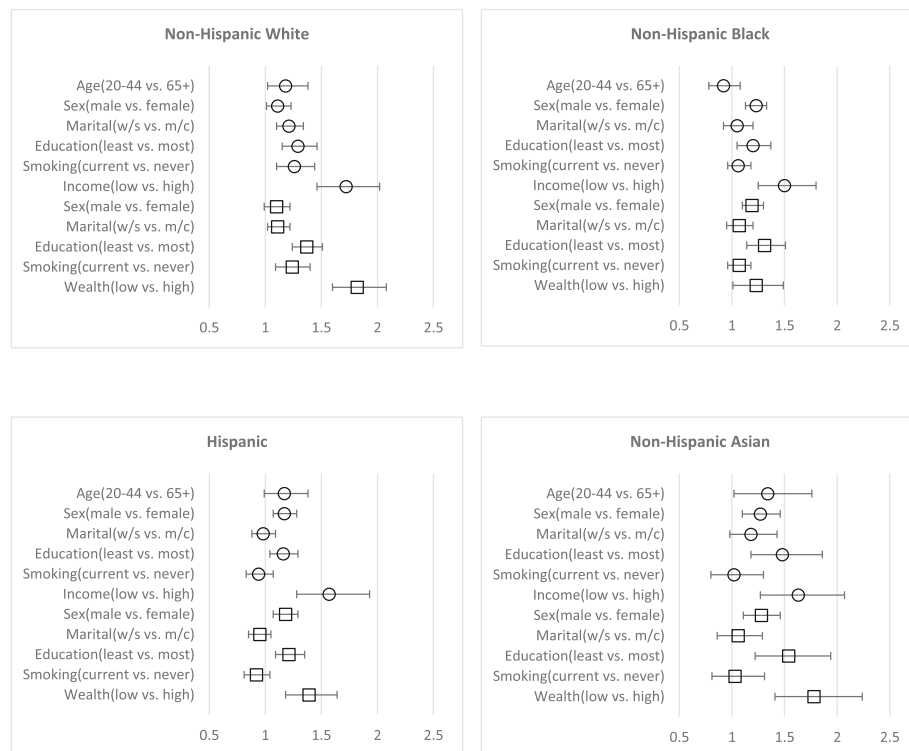 Non-Hispanic White
Age(20-44 vs. 65+)
Sex(male vs. female)
Marital(w/s vs. m/c)
Education(least vs. most)
Smoking(current vs. never)
Income(low vs. high)
Sex(male vs. female)
Marital(w/s vs. m/c)
Education(least vs. most)
Smoking(current vs. never)
Wealth(low vs. high)
0.5 1 1.5 2 2.5
Non-Hispanic Black
Age(20-44 vs. 65+)
Sex(male vs. female)
Marital(w/s vs. m/c)
Education(least vs. most)
Smoking(current vs. never)
Income(low vs. high)
Sex(male vs. female)
Marital(w/s vs. m/c)
Education(least vs. most)
Smoking(current vs. never)
Wealth(low vs. high)
0.5 1 1.5 2 2.5
Hispanic
Age(20-44 vs. 65+)
Sex(male vs. female)
Marital(w/s vs. m/c)
Education(least vs. most)
Smoking(current vs. never)
Income(low vs. high)
Sex(male vs. female)
Marital(w/s vs. m/c)
Education(least vs. most)
Smoking(current vs. never)
Wealth(low vs. high)
0.5 1 1.5 2 2.5
Non-Hispanic Asian
Age(20-44 vs. 65+)
Sex(male vs. female)
Marital(w/s vs. m/c)
Education(least vs. most)
Smoking(current vs. never)
Income(low vs. high)
Sex(male vs. female)
Marital(w/s vs. m/c)
Education(least vs. most)
Smoking(current vs. never)
Wealth(low vs. high)
0.5 1 1.5 2 2.5